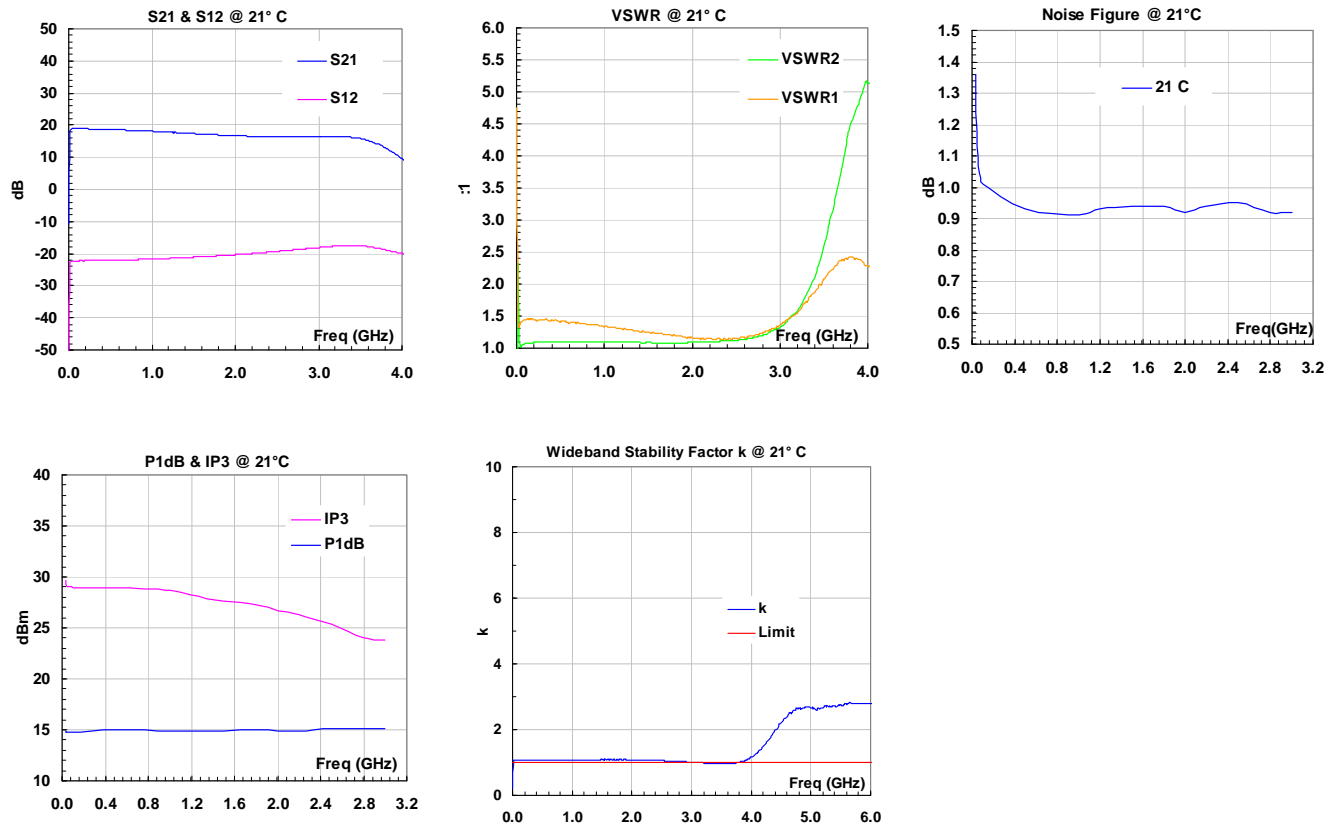 S21 & S12 @ 21° C
50
40
30
20
10
0
-10
-20
-30
-40
-50
dB
S21
S12
Freq (GHz)
0.0 1.0 2.0 3.0 4.0
VSWR @ 21° C
6.0
5.5
5.0
4.5
4.0
3.5
3.0
2.5
2.0
1.5
1.0
:1
VSWR2
VSWR1
Freq (GHz)
0.0 1.0 2.0 3.0 4.0
Noise Figure @ 21°C
1.5
1.4
1.3
1.2
1.1
1.0
0.9
0.8
0.7
0.6
0.5
dB
21 C
Freq(GHz)
0.0 0.4 0.8 1.2 1.6 2.0 2.4 2.8 3.2
P1dB & IP3 @ 21°C
40
35
30
25
20
15
10
dBm
IP3
P1dB
Freq (GHz)
0.0 0.4 0.8 1.2 1.6 2.0 2.4 2.8 3.2
Wideband Stability Factor k @ 21° C
10
8
6
4
2
0
k
k
Limit
Freq (GHz)
0.0 1.0 2.0 3.0 4.0 5.0 6.0